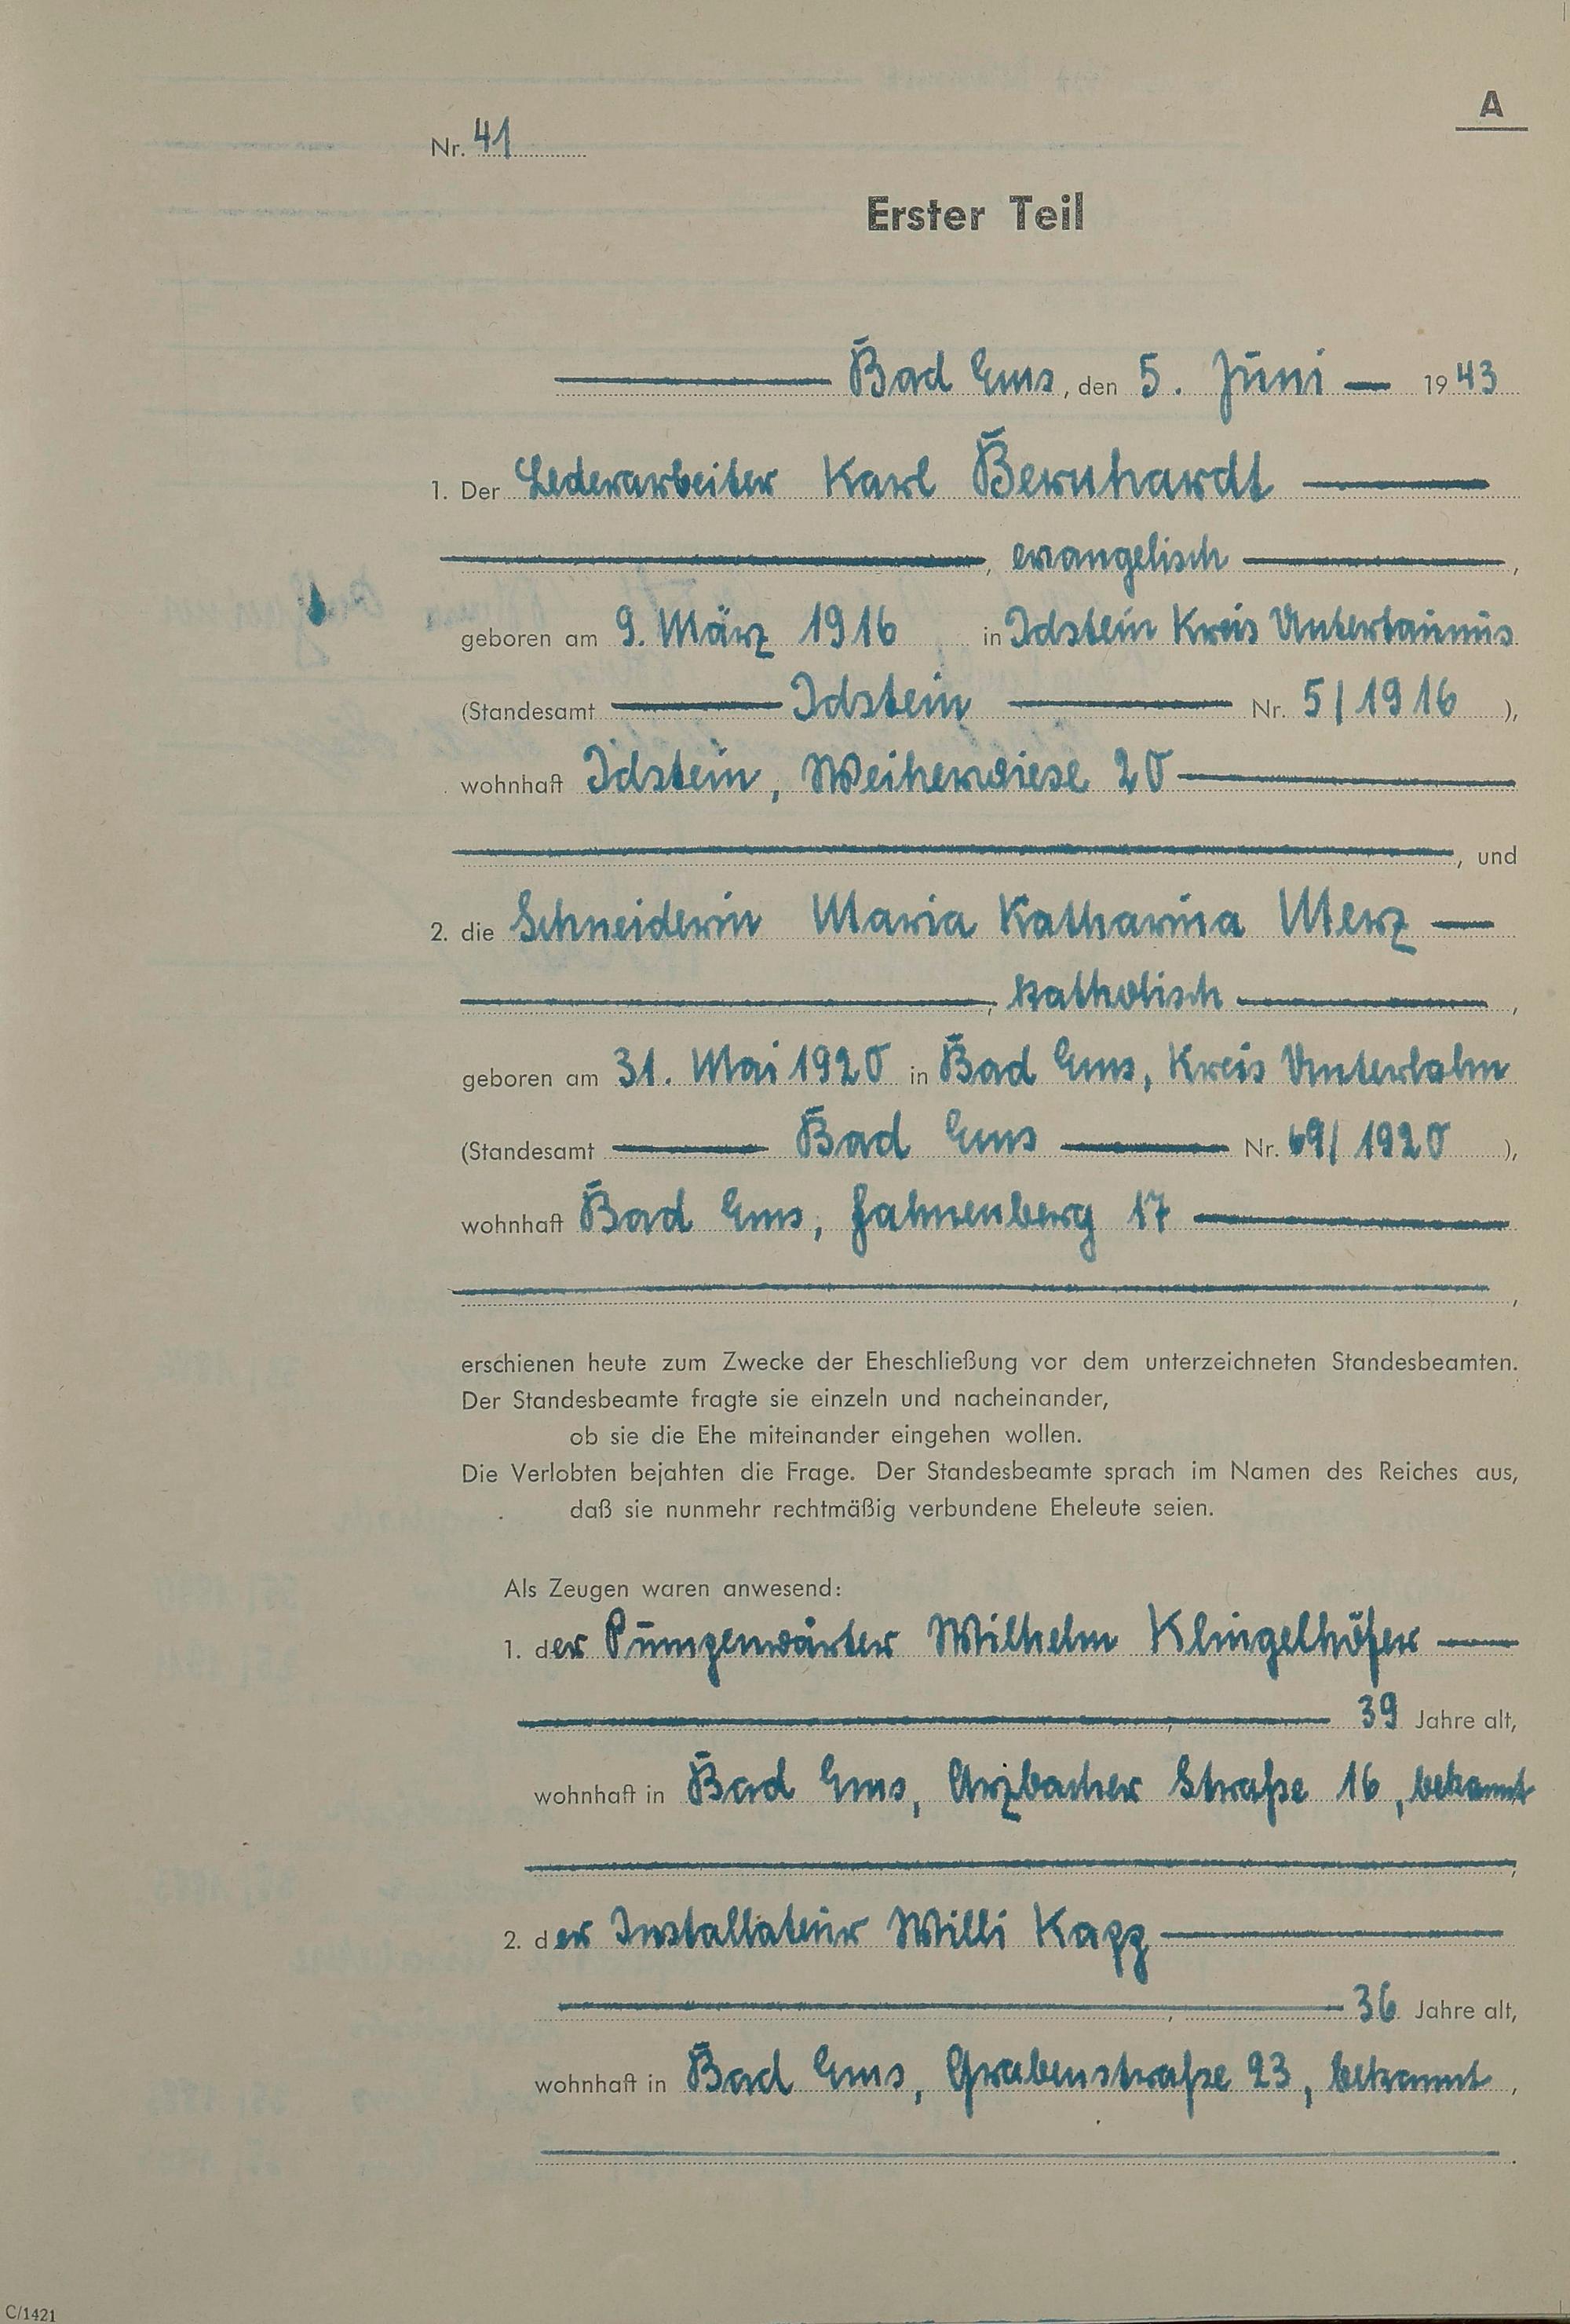 A
Nr. 41
Erster Teil
Bad Ems, den 5. Juni 1943
1. Der Lederarbeiter Karl Bernhardt
, evangelisch ,
geboren am 9. März 1916 in Idstein Kreis Untertaunus
(Standesamt Idstein Nr. 5/1916 ),
wohnhaft Idstein, Weiherwiese 20
, und
2. die Schneiderin Maria Katharina Merz
, katholisch ,
geboren am 31. Mai 1920 in Bad Ems, Kreis Unterlahn
(Standesamt Bad Ems Nr. 69/1920 ),
wohnhaft Bad Ems, Hahnenberg 17
,
erschienen heute zum Zwecke der Eheschließung vor dem unterzeichneten Standesbeamten.
Der Standesbeamte fragte sie einzeln und nacheinander,
ob sie die Ehe miteinander eingehen wollen.
Die Verlobten bejahten die Frage. Der Standesbeamte sprach im Namen des Reiches aus,
daß sie nunmehr rechtmäßig verbundene Eheleute seien.
Als Zeugen waren anwesend:
1. der Pumpenwärter Wilhelm Klingelhöfer
, 39 Jahre alt,
wohnhaft in Bad Ems, Arzbacher Straße 16, bekannt
,
2. der Installateur Willi Kapp
, 36 Jahre alt,
wohnhaft in Bad Ems, Grabenstraße 23, bekannt ,
.
C/1421